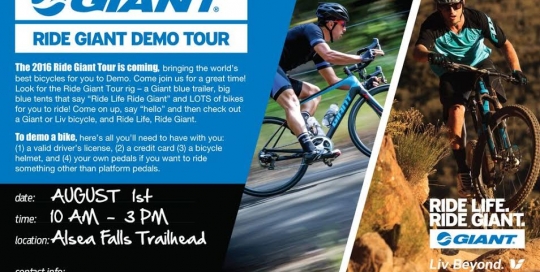 GIANT®
RIDE GIANT DEMO TOUR
The 2016 Ride Giant Tour is coming, bringing the world's
best bicycles for you to Demo. Come join us for a great time!
Look for the Ride Giant Tour rig – a Giant blue trailer, big
blue tents that say "Ride Life Ride Giant" and LOTS of bikes
for you to ride! Come on up, say "hello" and then check out
a Giant or Liv bicycle, and Ride Life, Ride Giant.
To demo a bike, here's all you'll need to have with you:
(1) a valid driver's license, (2) a credit card (3) a bicycle
helmet, and (4) your own pedals if you want to ride
something other than platform pedals.
date: AUGUST 1st
time: 10 AM - 3 PM
location: Alsea Falls Trailhead
contact info:
RIDE LIFE.
RIDE GIANT.
GIANT®
Liv Beyond.